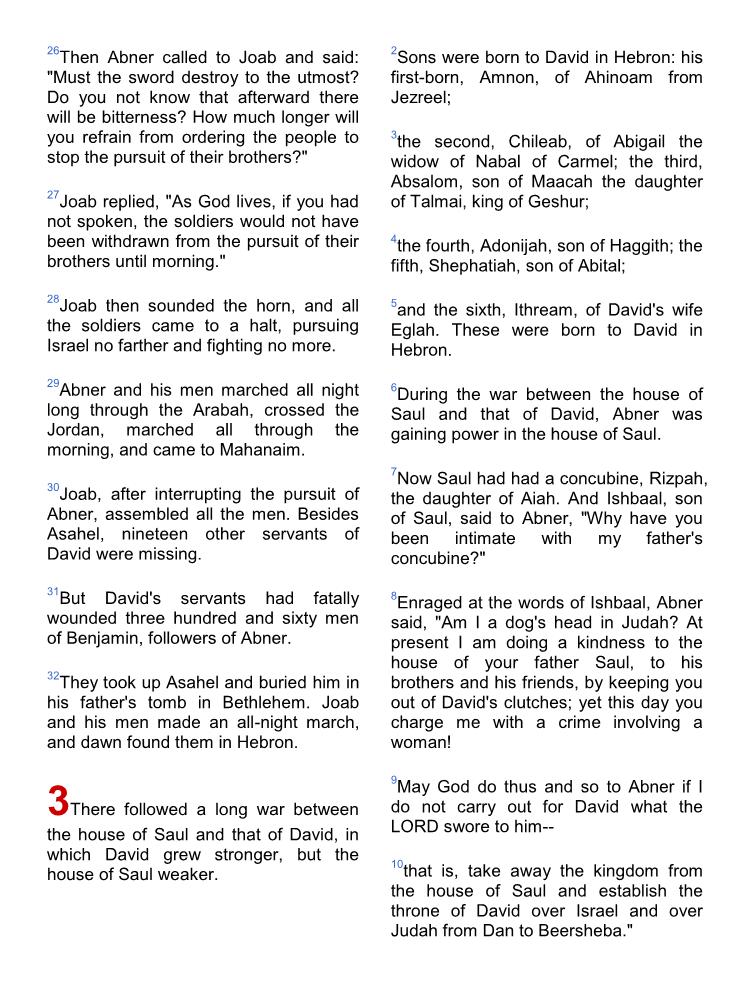 26Then Abner called to Joab and said:
"Must the sword destroy to the utmost?
Do you not know that afterward there
will be bitterness? How much longer will
you refrain from ordering the people to
stop the pursuit of their brothers?"
27Joab replied, "As God lives, if you had
not spoken, the soldiers would not have
been withdrawn from the pursuit of their
brothers until morning."
28Joab then sounded the horn, and all
the soldiers came to a halt, pursuing
Israel no farther and fighting no more.
29Abner and his men marched all night
long through the Arabah, crossed the
Jordan, marched all through the
morning, and came to Mahanaim.
30Joab, after interrupting the pursuit of
Abner, assembled all the men. Besides
Asahel, nineteen other servants of
David were missing.
31But David's servants had fatally
wounded three hundred and sixty men
of Benjamin, followers of Abner.
32They took up Asahel and buried him in
his father's tomb in Bethlehem. Joab
and his men made an all-night march,
and dawn found them in Hebron.
3There followed a long war between
the house of Saul and that of David, in
which David grew stronger, but the
house of Saul weaker.
2Sons were born to David in Hebron: his
first-born, Amnon, of Ahinoam from
Jezreel;
3the second, Chileab, of Abigail the
widow of Nabal of Carmel; the third,
Absalom, son of Maacah the daughter
of Talmai, king of Geshur;
4the fourth, Adonijah, son of Haggith; the
fifth, Shephatiah, son of Abital;
5and the sixth, Ithream, of David's wife
Eglah. These were born to David in
Hebron.
6During the war between the house of
Saul and that of David, Abner was
gaining power in the house of Saul.
7Now Saul had had a concubine, Rizpah,
the daughter of Aiah. And Ishbaal, son
of Saul, said to Abner, "Why have you
been intimate with my father's
concubine?"
8Enraged at the words of Ishbaal, Abner
said, "Am I a dog's head in Judah? At
present I am doing a kindness to the
house of your father Saul, to his
brothers and his friends, by keeping you
out of David's clutches; yet this day you
charge me with a crime involving a
woman!
9May God do thus and so to Abner if I
do not carry out for David what the
LORD swore to him--
10that is, take away the kingdom from
the house of Saul and establish the
throne of David over Israel and over
Judah from Dan to Beersheba."